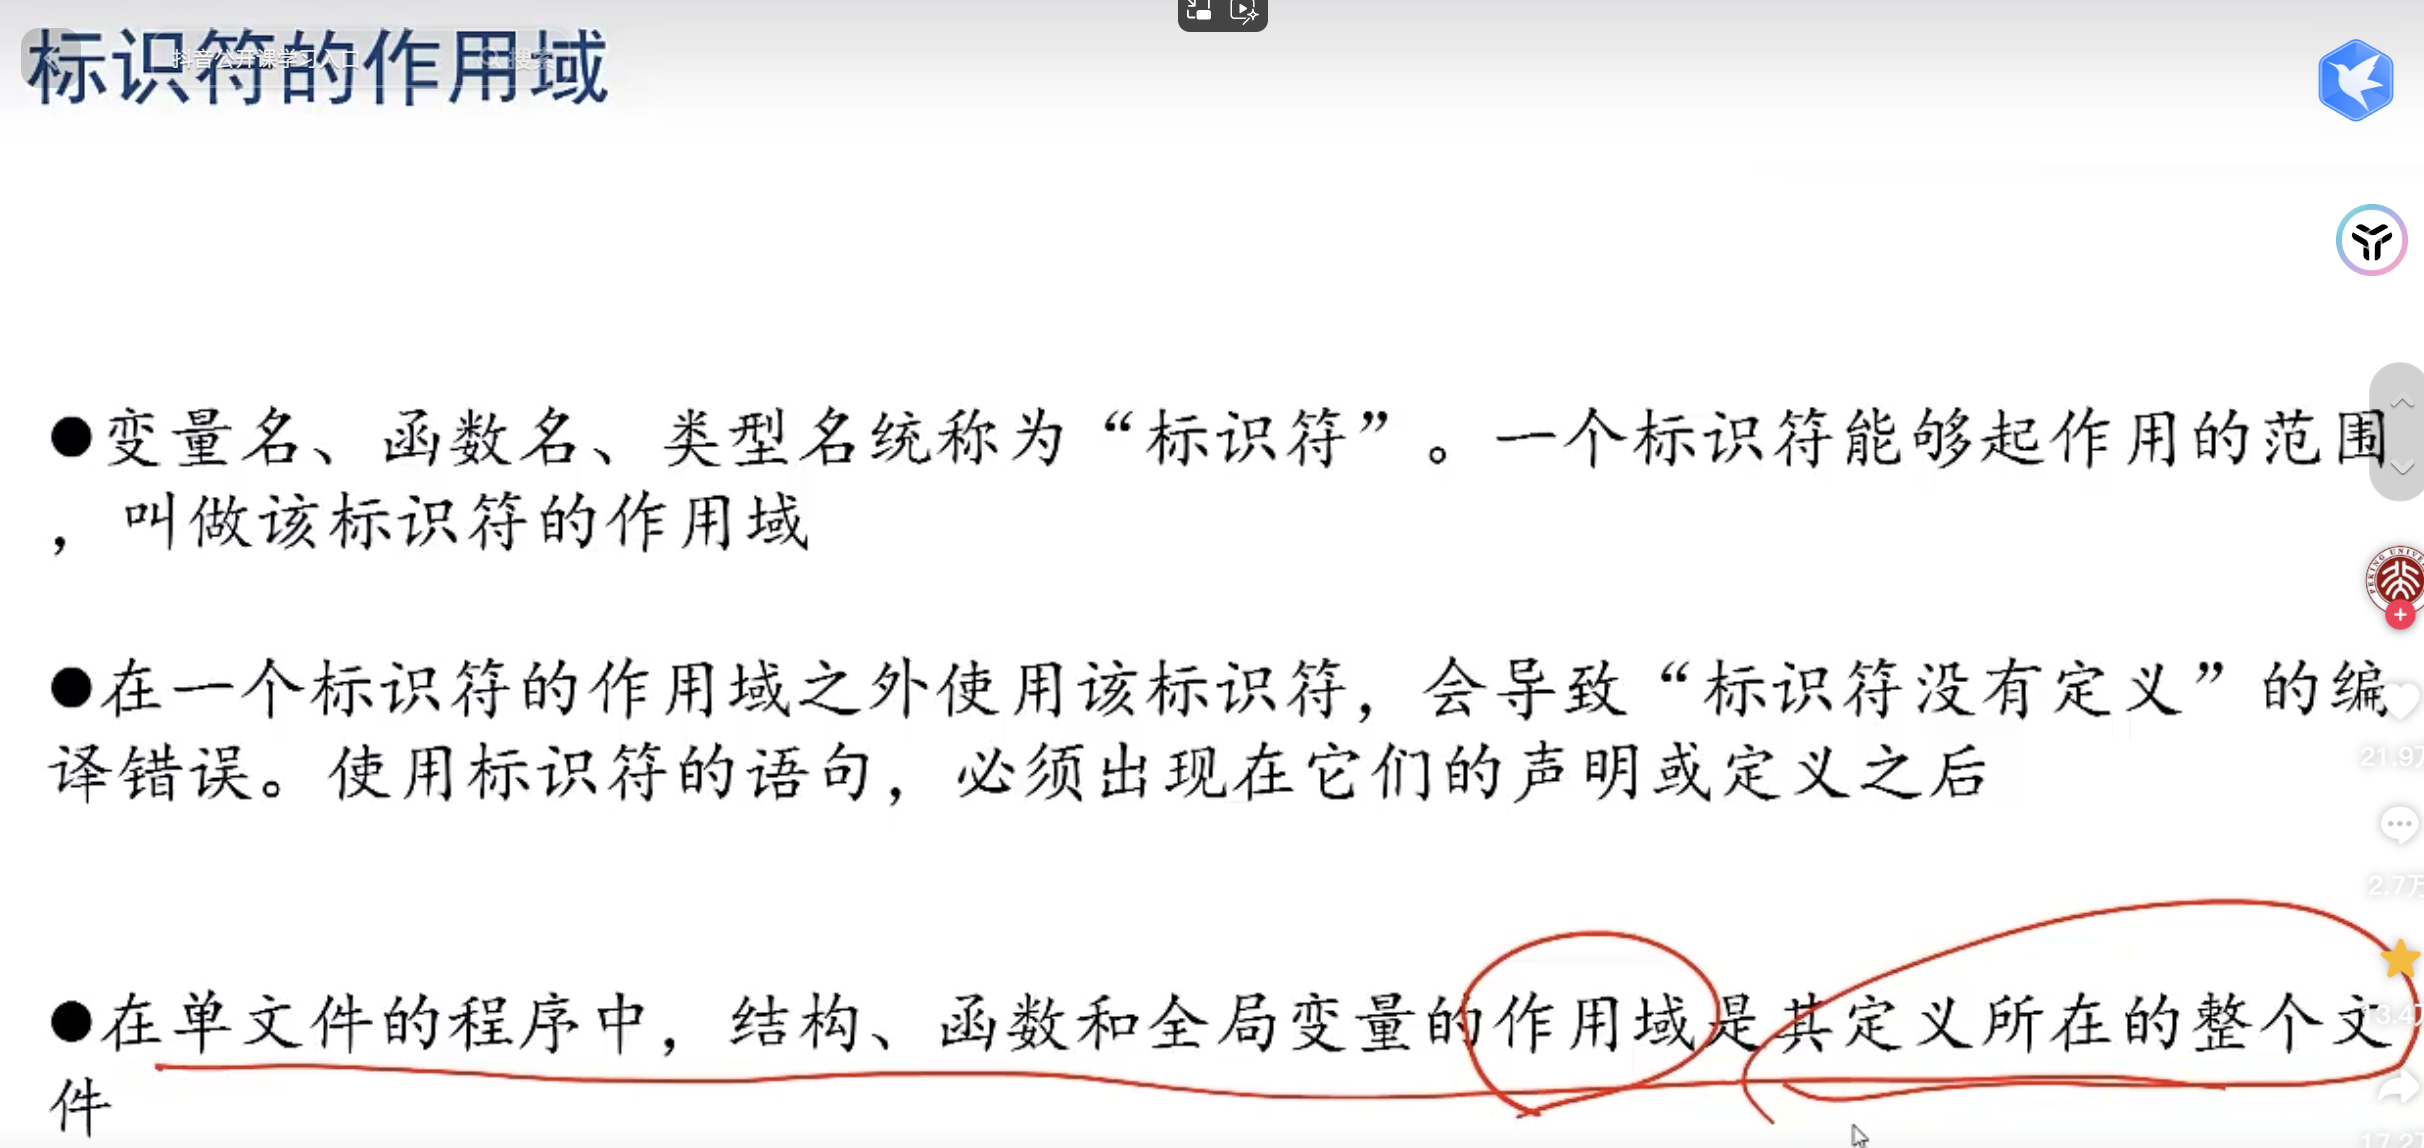 标识符的作用域
抖音公开课学习入口
搜索
●变量名、函数名、类型名统称为“标识符”。一个标识符能够起作用的范围
，叫做该标识符的作用域
●在一个标识符的作用域之外使用该标识符，会导致“标识符没有定义”的编
译错误。使用标识符的语句，必须出现在它们的声明或定义之后
21.9万
2.7万
●在单文件的程序中，结构、函数和全局变量的作用域是其定义所在的整个文
件